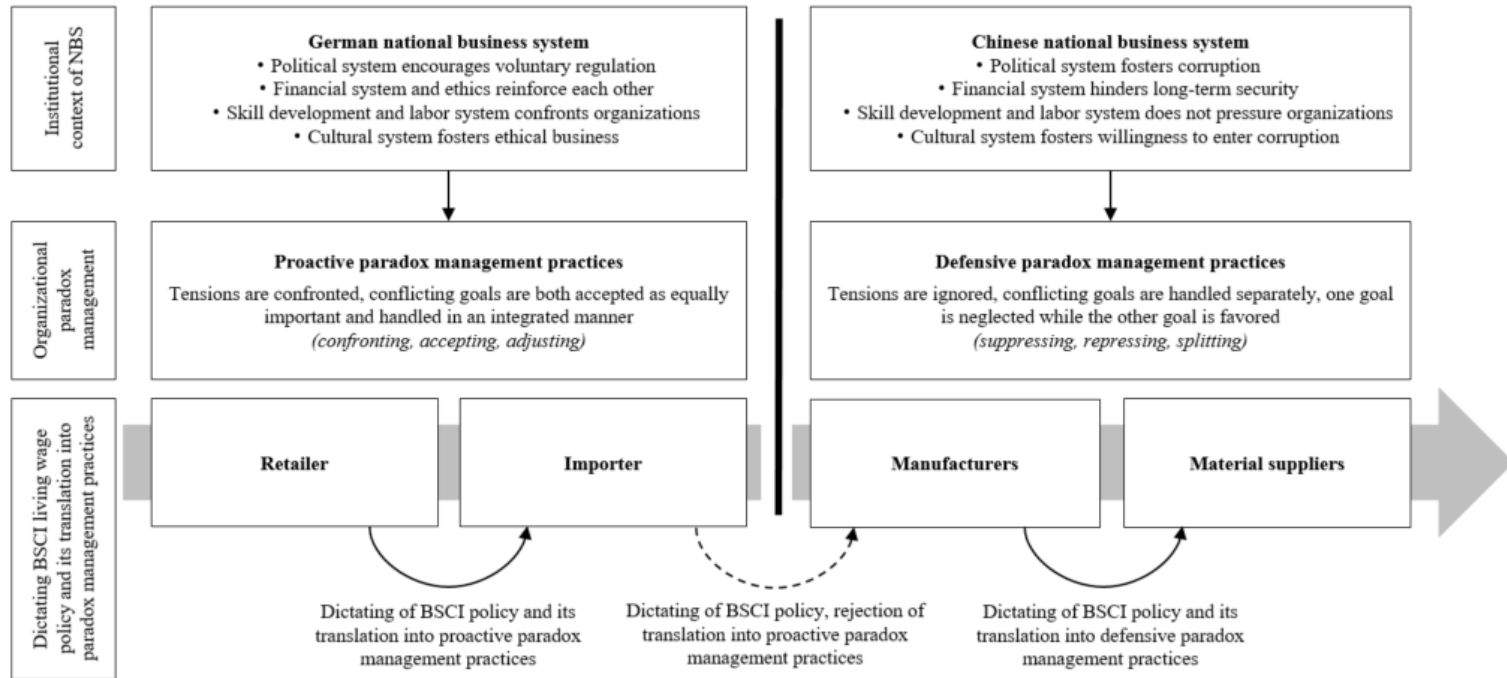 Institutional
context of NBS
German national business system
• Political system encourages voluntary regulation
• Financial system and ethics reinforce each other
• Skill development and labor system confronts organizations
• Cultural system fosters ethical business
Chinese national business system
• Political system fosters corruption
• Financial system hinders long-term security
• Skill development and labor system does not pressure organizations
• Cultural system fosters willingness to enter corruption
Organizational
paradox
management
Proactive paradox management practices
Tensions are confronted, conflicting goals are both accepted as equally
important and handled in an integrated manner
(confronting, accepting, adjusting)
Defensive paradox management practices
Tensions are ignored, conflicting goals are handled separately, one goal
is neglected while the other goal is favored
(suppressing, repressing, splitting)
Dictating BSCI living wage
policy and its translation into
paradox management practices
Retailer
Importer
Manufacturers
Material suppliers
Dictating of BSCI policy and its
translation into proactive paradox
management practices
Dictating of BSCI policy, rejection of
translation into proactive paradox
management practices
Dictating of BSCI policy and its
translation into defensive paradox
management practices